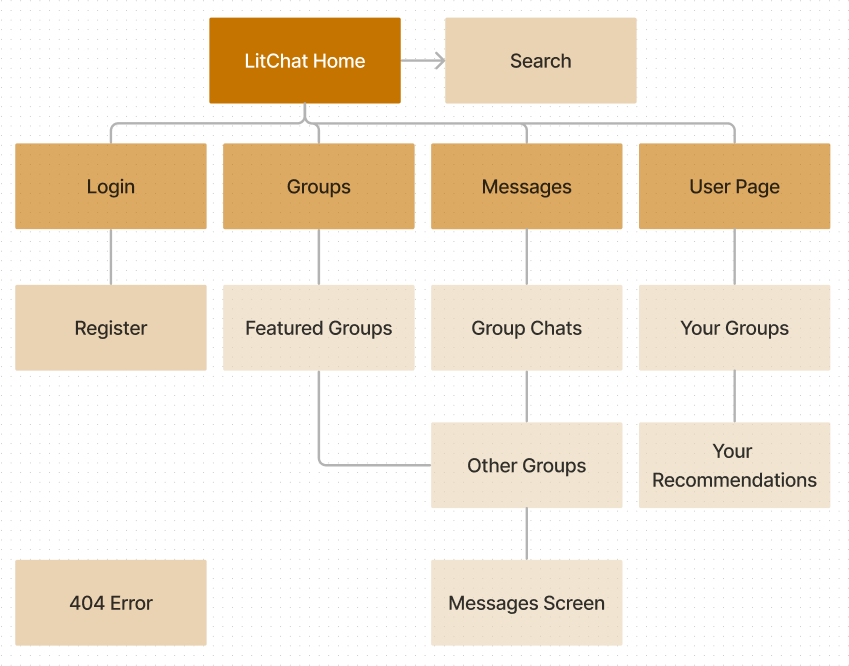 LitChat Home
Search
Login
Groups
Messages
User Page
Register
Featured Groups
Group Chats
Your Groups
Other Groups
Your
Recommendations
404 Error
Messages Screen